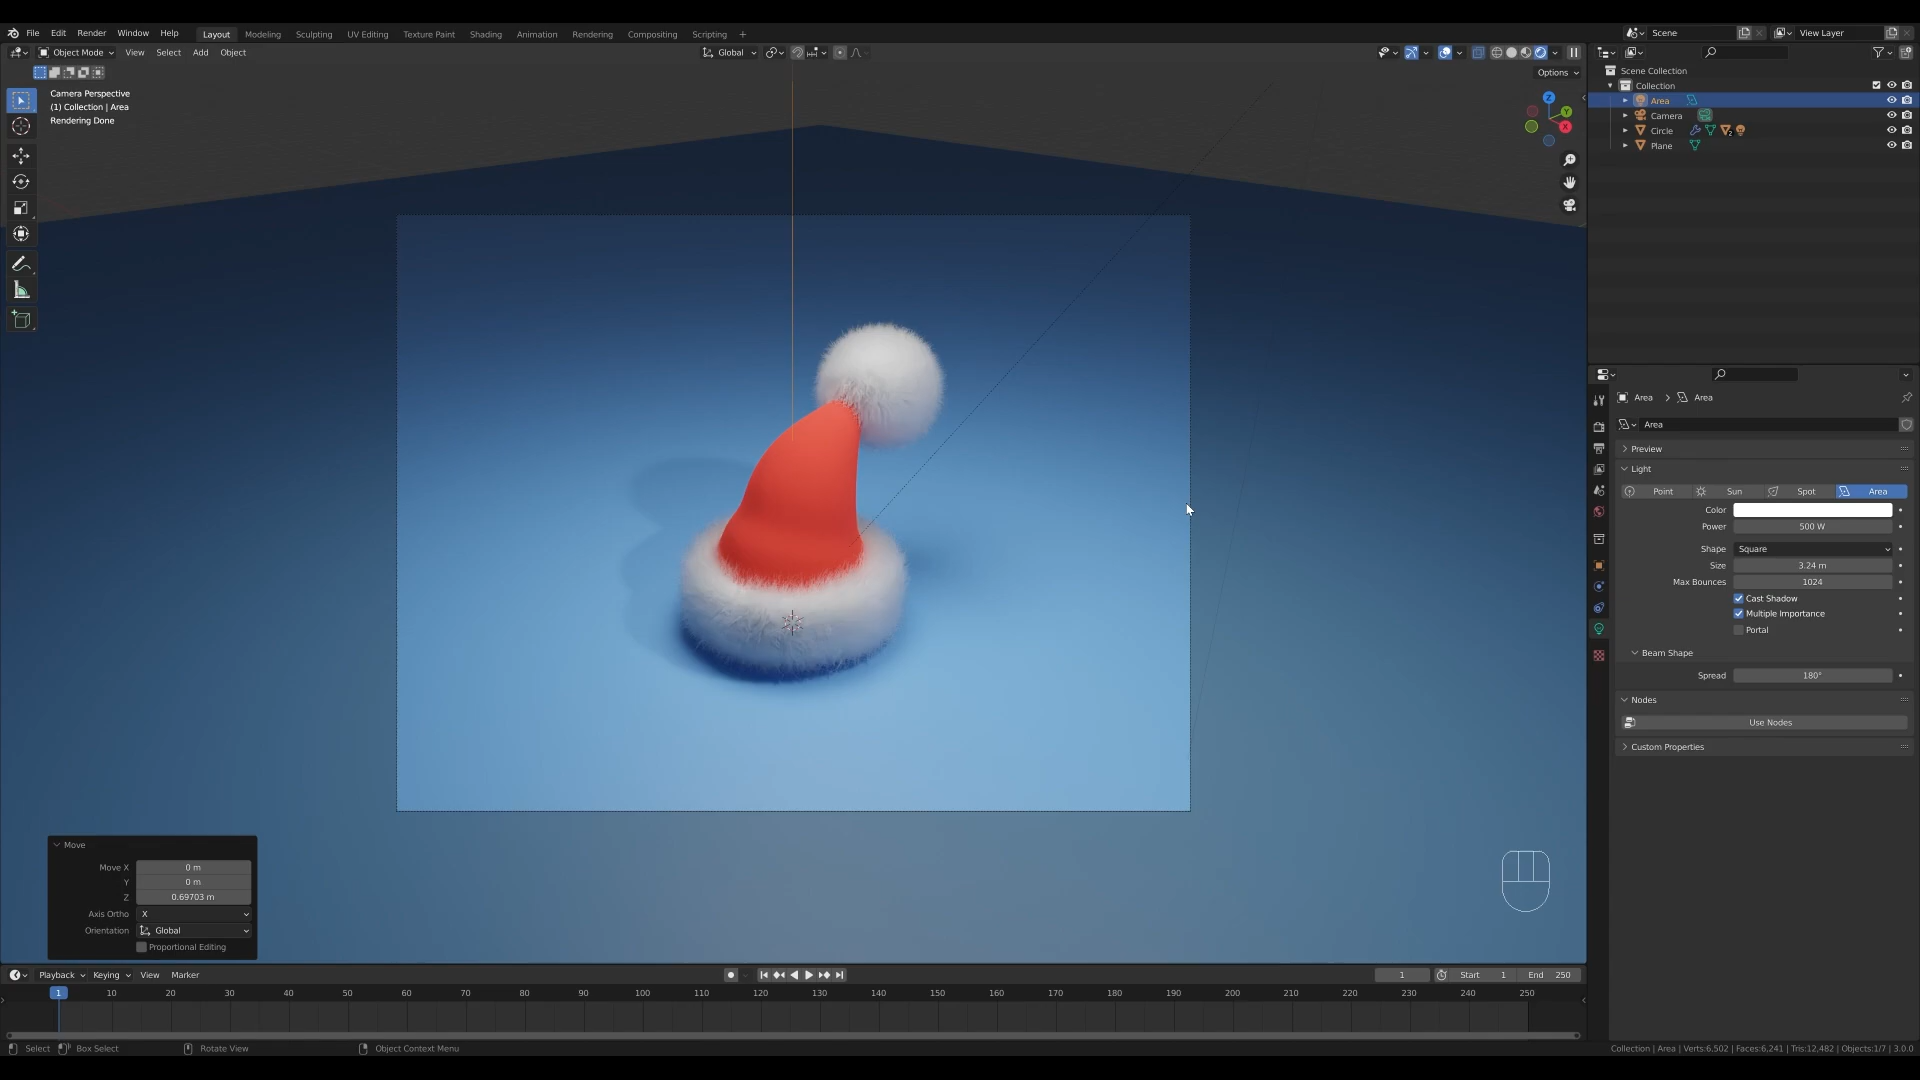 File Edit Render Window Help Layout Modeling Sculpting UV Editing Texture Paint Shading Animation Rendering Compositing Scripting + Scene View Layer
Object Mode View Select Add Object Global
Options
Camera Perspective
(1) Collection | Area
Rendering Done
Z
Y
X
Scene Collection
Collection
Area
Camera
Circle
2
Plane
Area > Area
Area
Preview
Light
Point Sun Spot Area
Color
Power 500 W
Shape Square
Size 3.24 m
Max Bounces 1024
Cast Shadow
Multiple Importance
Portal
Beam Shape
Spread 180°
Nodes
Use Nodes
Custom Properties
Move
Move X 0 m
Y 0 m
Z 0.69703 m
Axis Ortho X
Orientation Global
Proportional Editing
Playback Keying View Marker 1 Start 1 End 250
1 10 20 30 40 50 60 70 80 90 100 110 120 130 140 150 160 170 180 190 200 210 220 230 240 250
Select Box Select Rotate View Object Context Menu Collection | Area | Verts:6,502 | Faces:6,241 | Tris:12,482 | Objects:1/7 | 3.0.0